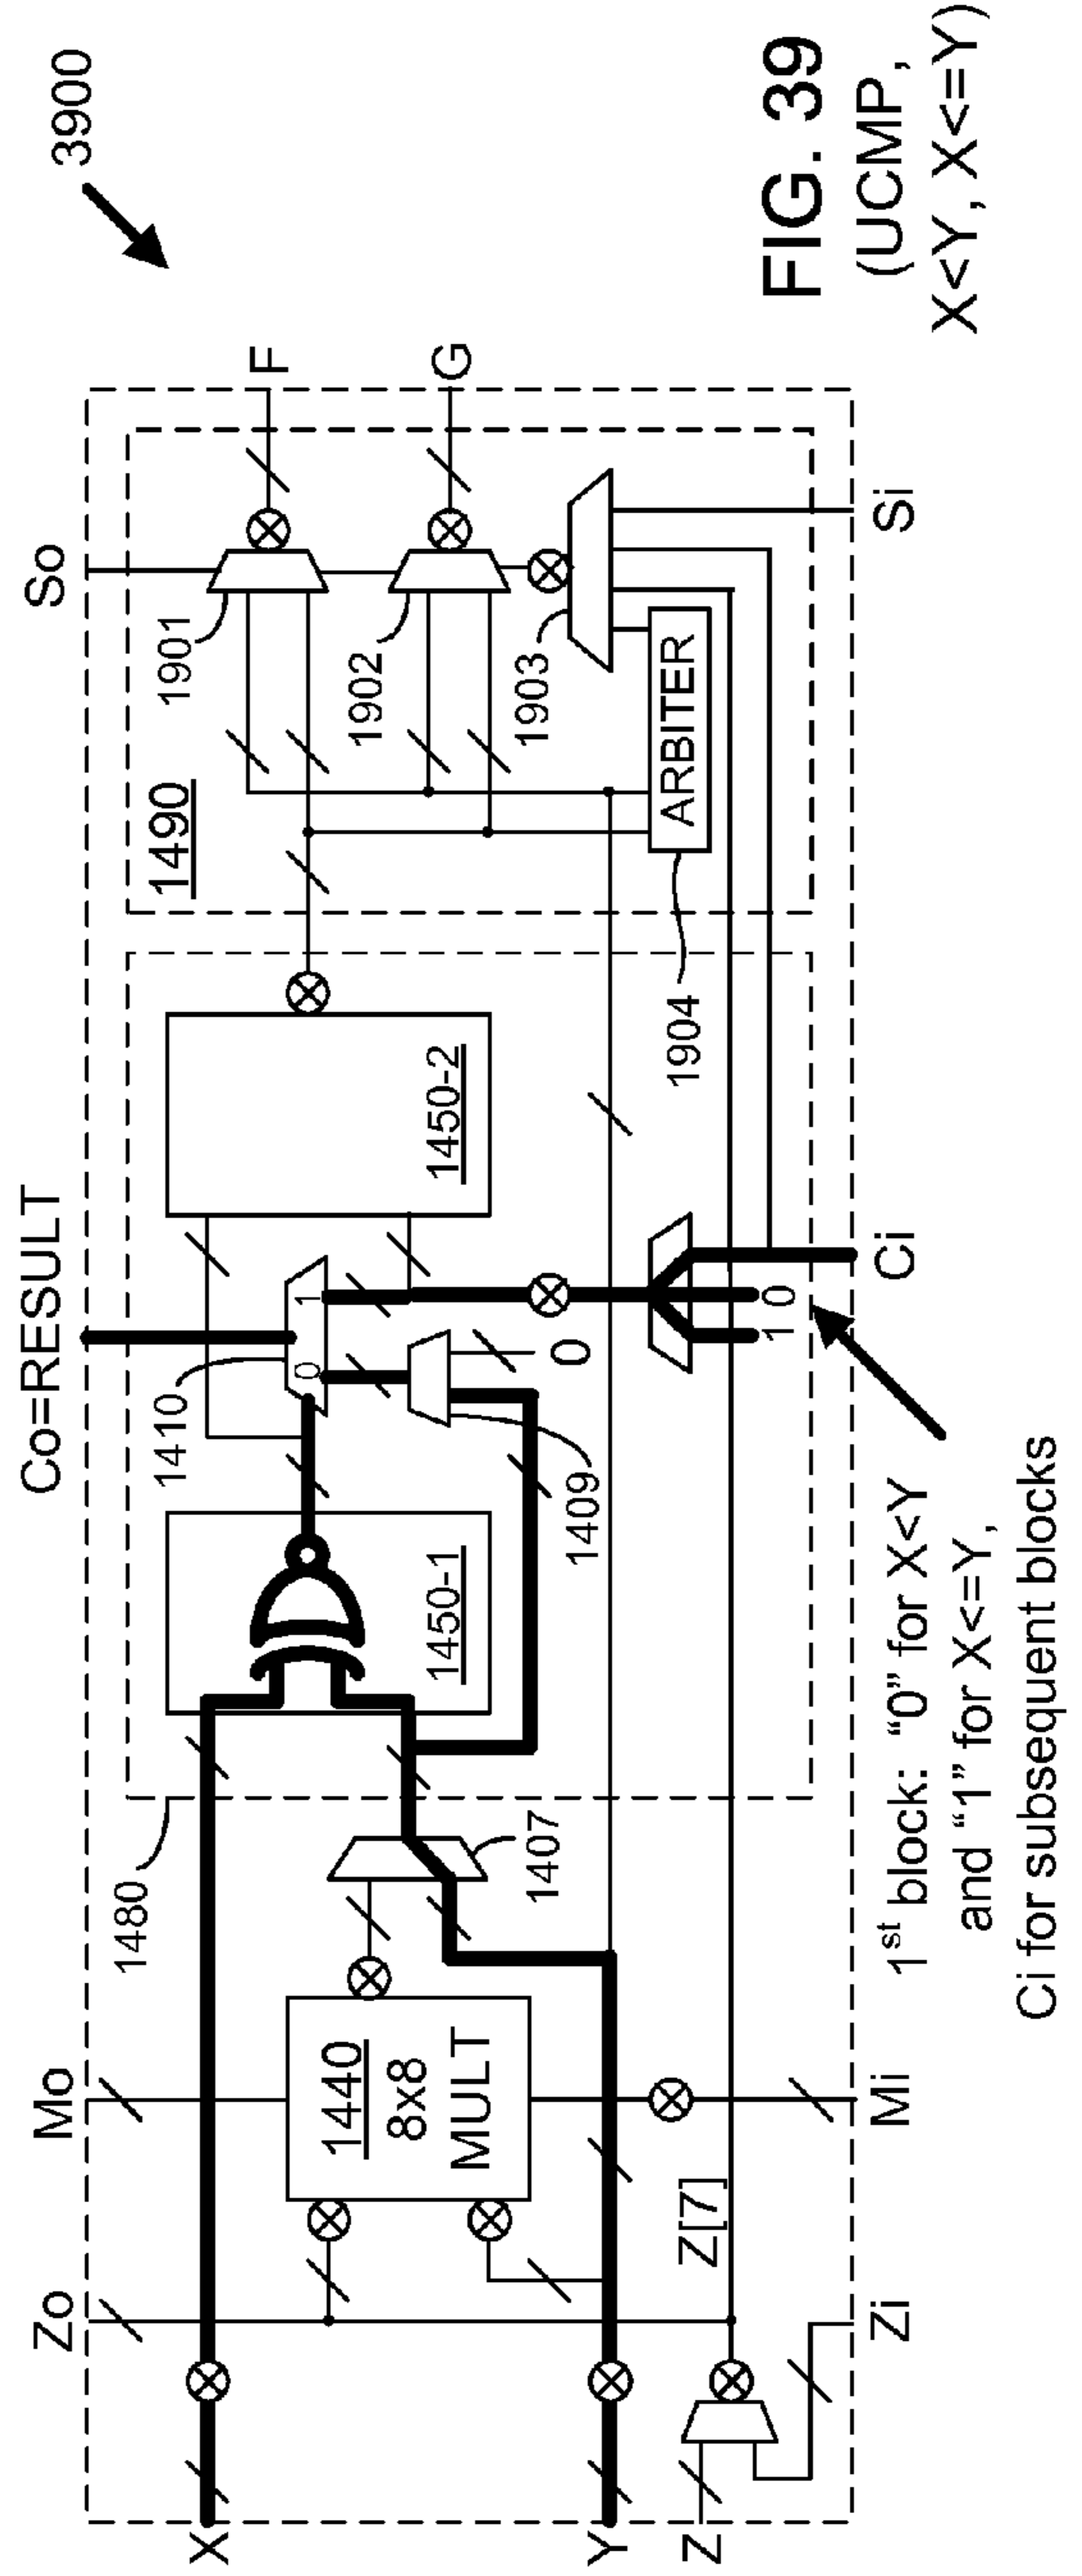 3900
Co=RESULT
So
Zo
Mo
1480
1410
0
1
1490
1901
F
1902
G
1903
1440
8x8
MULT
1407
1450-1
1409
0
1450-2
1904
ARBITER
X
Y
Z
Z[7]
1
0
Zi
Mi
Ci
Si
1st block: "0" for X<Y
and "1" for X<=Y,
Ci for subsequent blocks
FIG. 39
(UCMP,
X<Y, X<=Y)